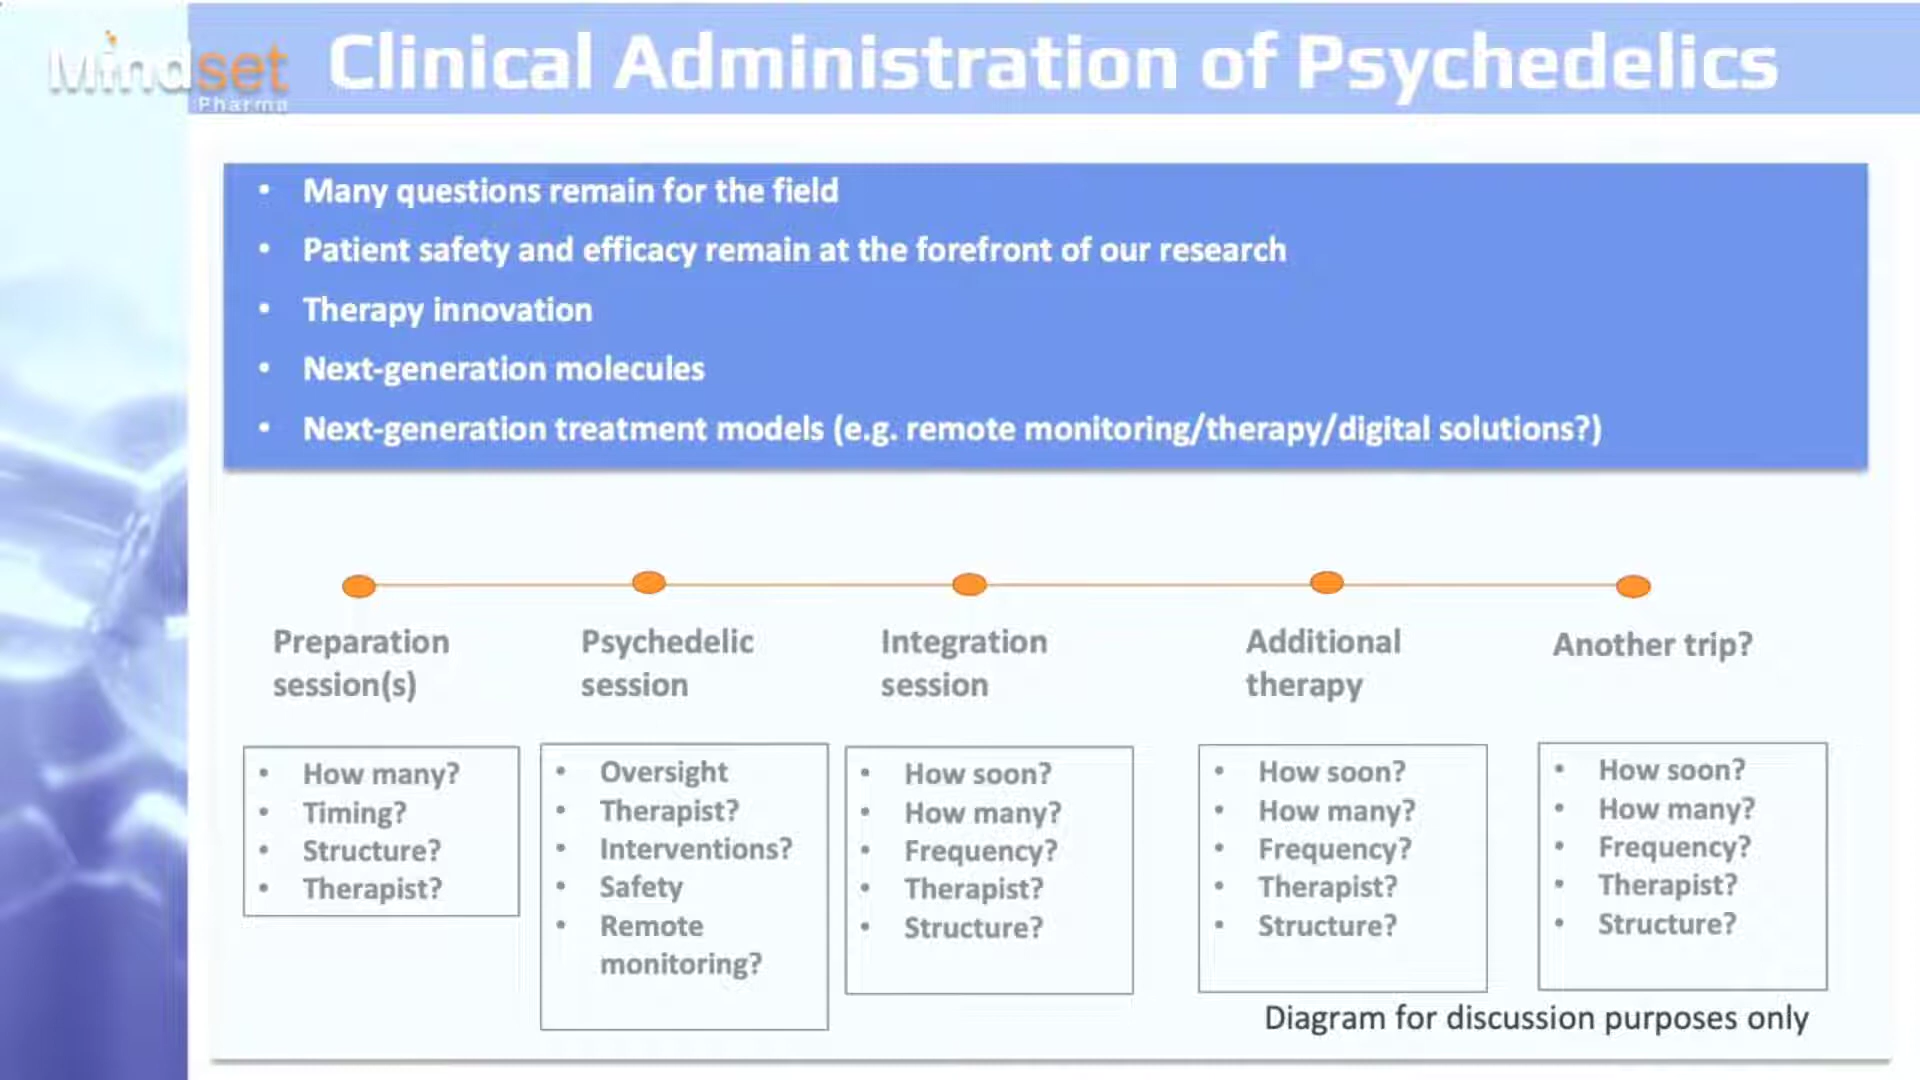 Mindset
Pharma
Clinical Administration of Psychedelics
• Many questions remain for the field
• Patient safety and efficacy remain at the forefront of our research
• Therapy innovation
• Next-generation molecules
• Next-generation treatment models (e.g. remote monitoring/therapy/digital solutions?)
Preparation
session(s)
• How many?
• Timing?
• Structure?
• Therapist?
Psychedelic
session
• Oversight
• Therapist?
• Interventions?
• Safety
• Remote
monitoring?
Integration
session
• How soon?
• How many?
• Frequency?
• Therapist?
• Structure?
Additional
therapy
• How soon?
• How many?
• Frequency?
• Therapist?
• Structure?
Another trip?
• How soon?
• How many?
• Frequency?
• Therapist?
• Structure?
Diagram for discussion purposes only